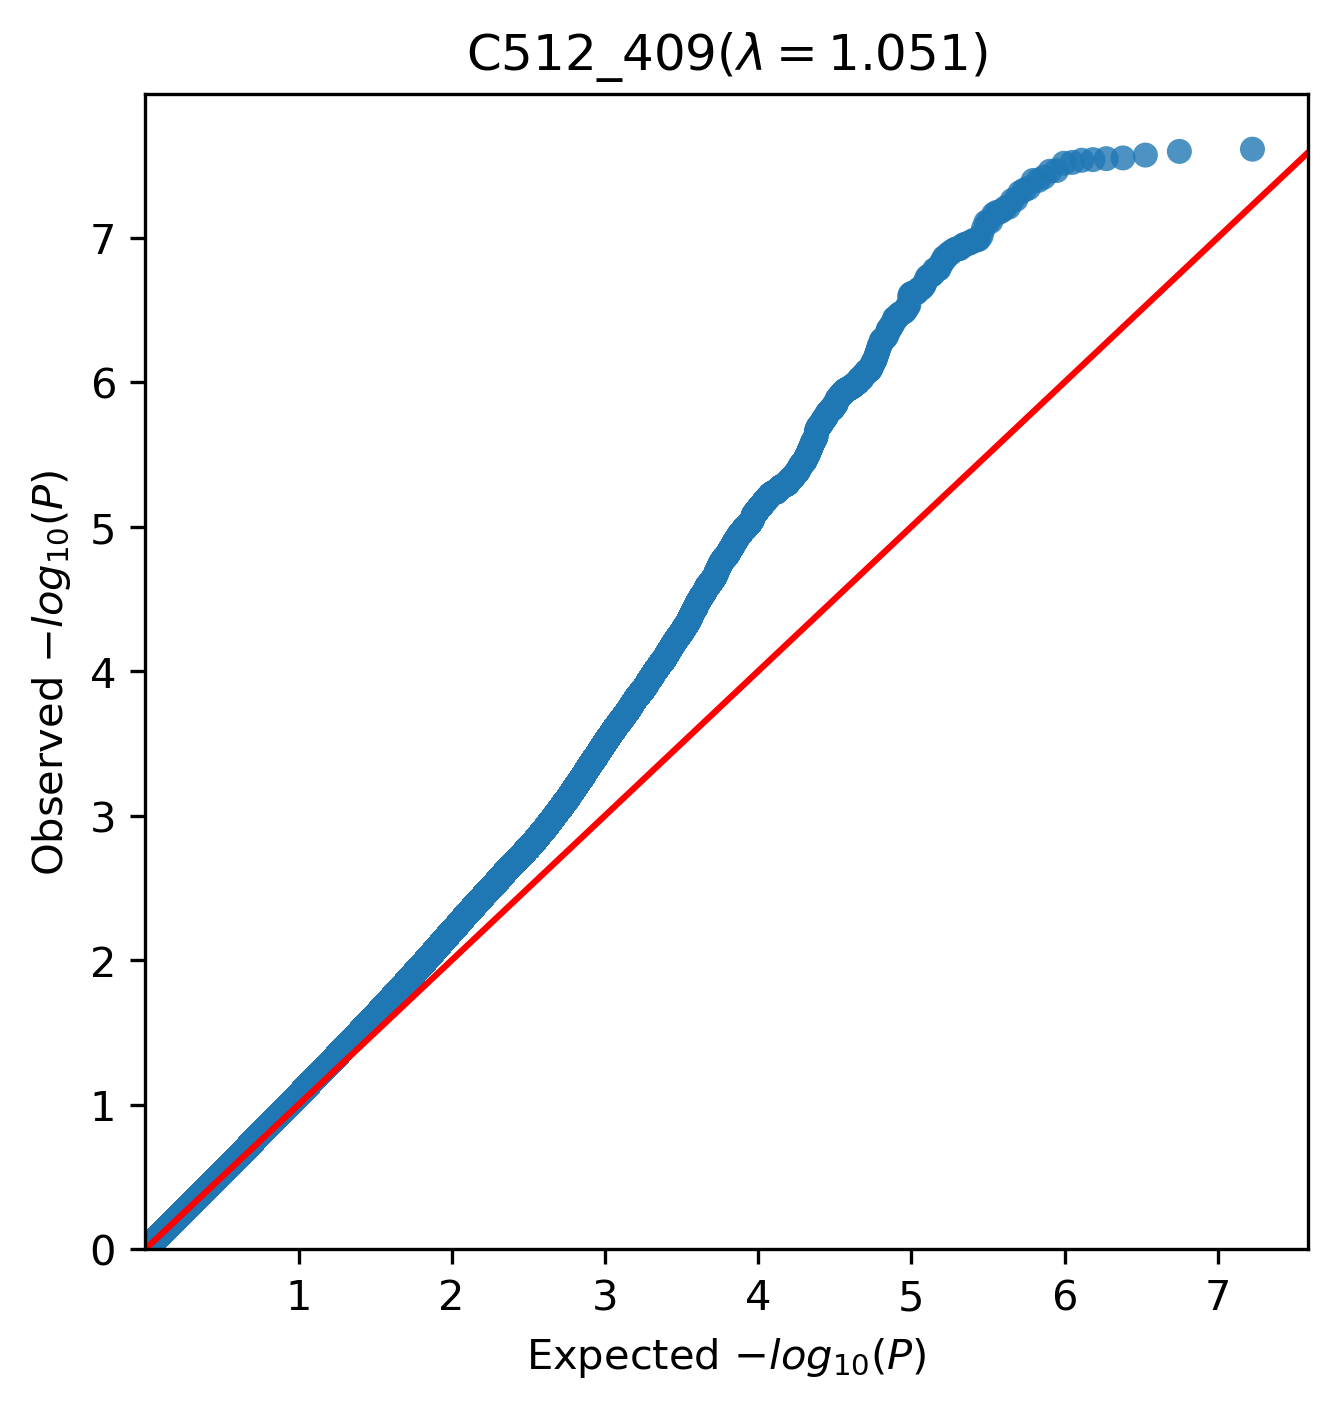 C512_409(λ = 1.051)
7
6
5
4
3
2
1
0
Observed −log₁₀(P)
1 2 3 4 5 6 7
Expected −log₁₀(P)